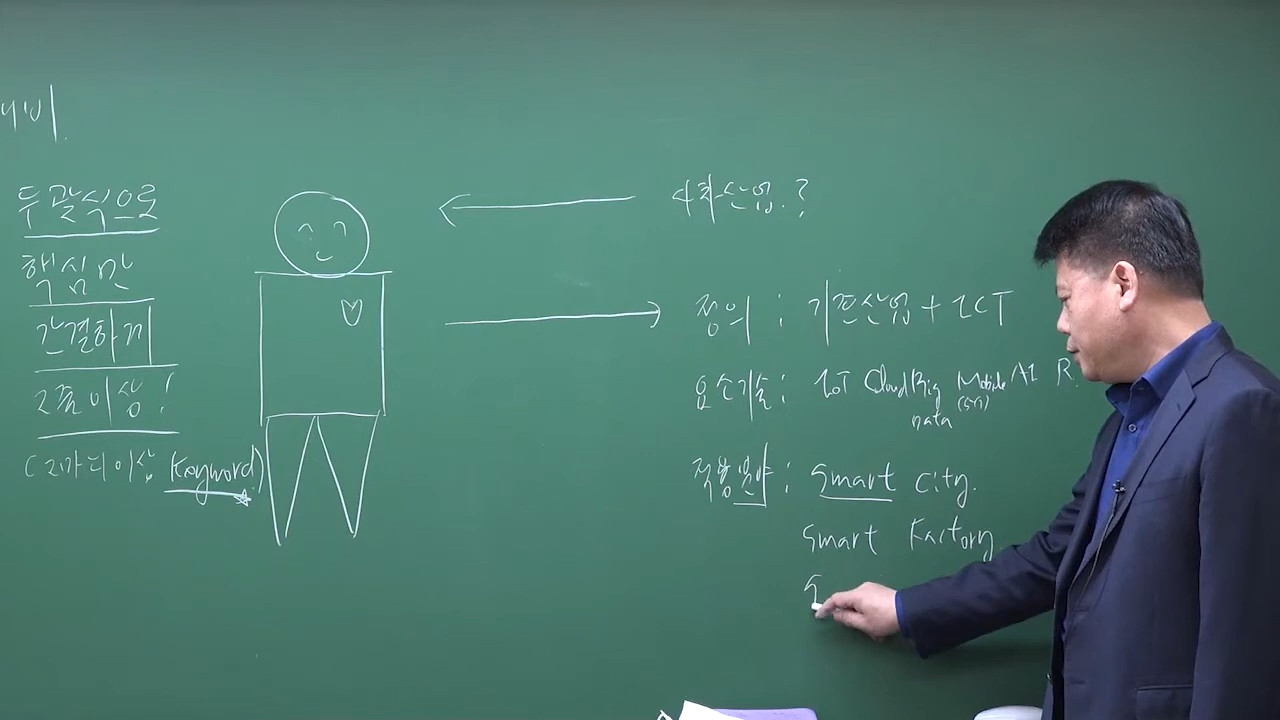 두괄식으로
핵심만
간결하게
2줄이상!
(2마디이상 Keyword)
4차산업.?
정의 : 기존산업 + ICT
요소기술 : IoT Cloud Big Data Mobile (5G) AI R.
적용분야 : Smart City.
Smart Factory
S